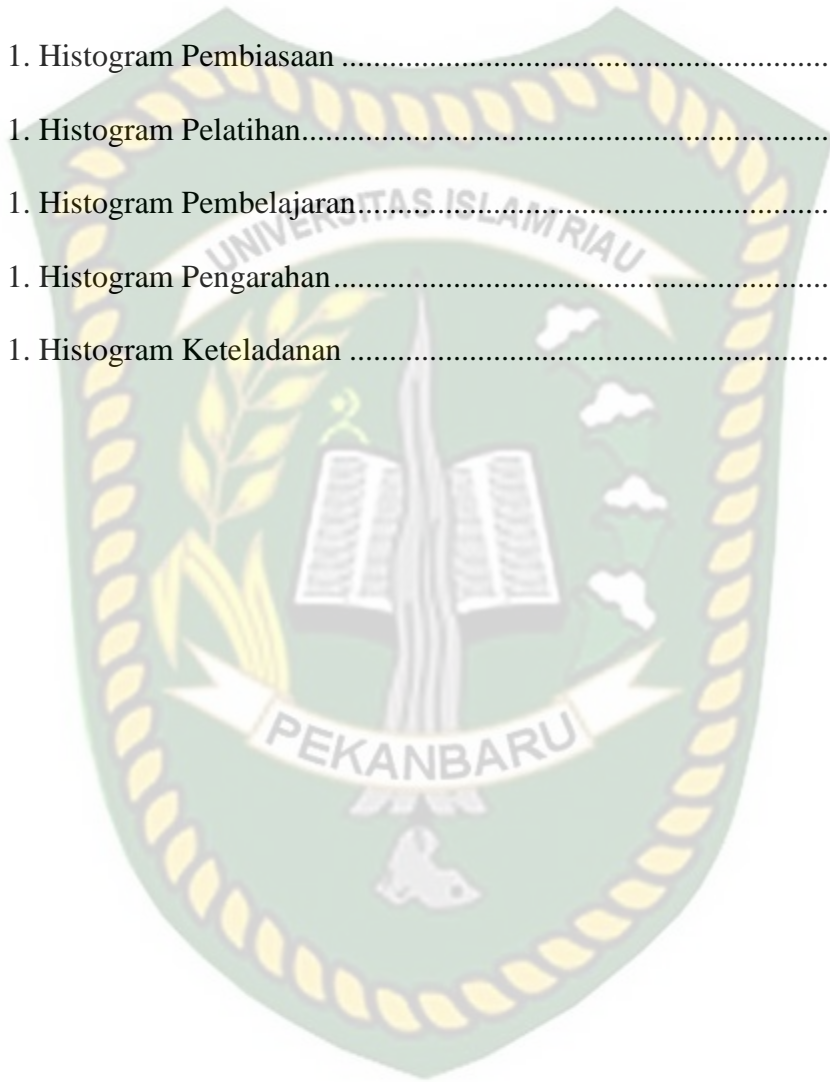 1. Histogram Pembiasaan ............................................................
1. Histogram Pelatihan.................................................................
1. Histogram Pembelajaran..........................................................
UNIVERSITAS ISLAM RIAU
1. Histogram Pengarahan.............................................................
1. Histogram Keteladanan ...........................................................
PEKANBARU